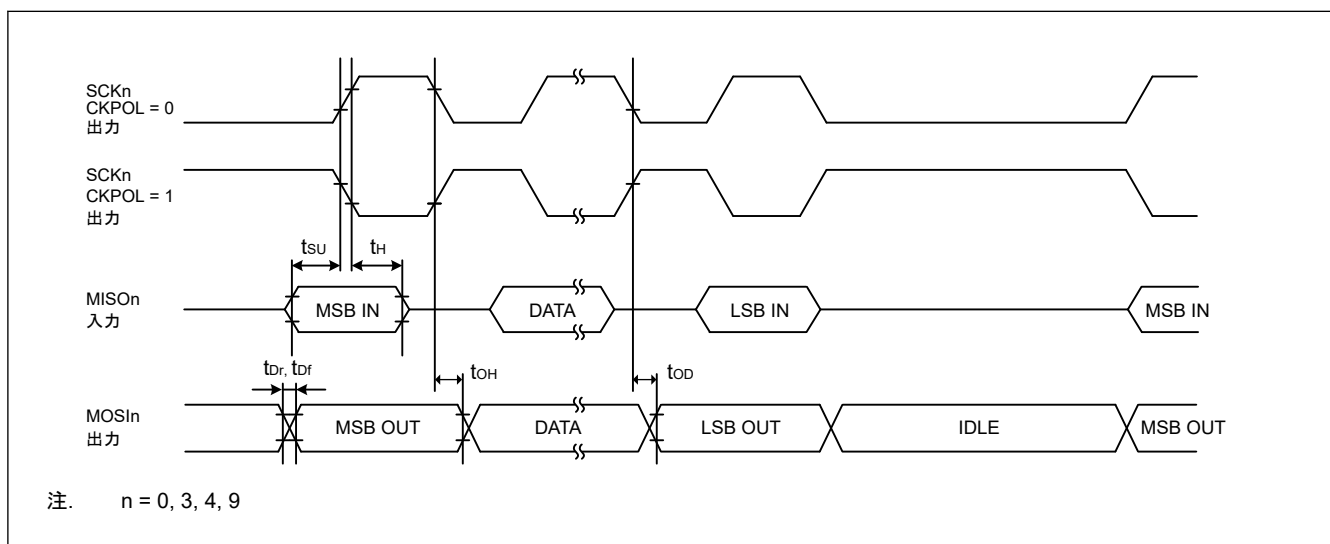 SCKn
CKPOL = 0
出力
SCKn
CKPOL = 1
出力
tSU
tH
MISOn
入力
MSB IN
DATA
LSB IN
MSB IN
tDr, tDf
tOH
tOD
MOSIn
出力
MSB OUT
DATA
LSB OUT
IDLE
MSB OUT
注. n = 0, 3, 4, 9